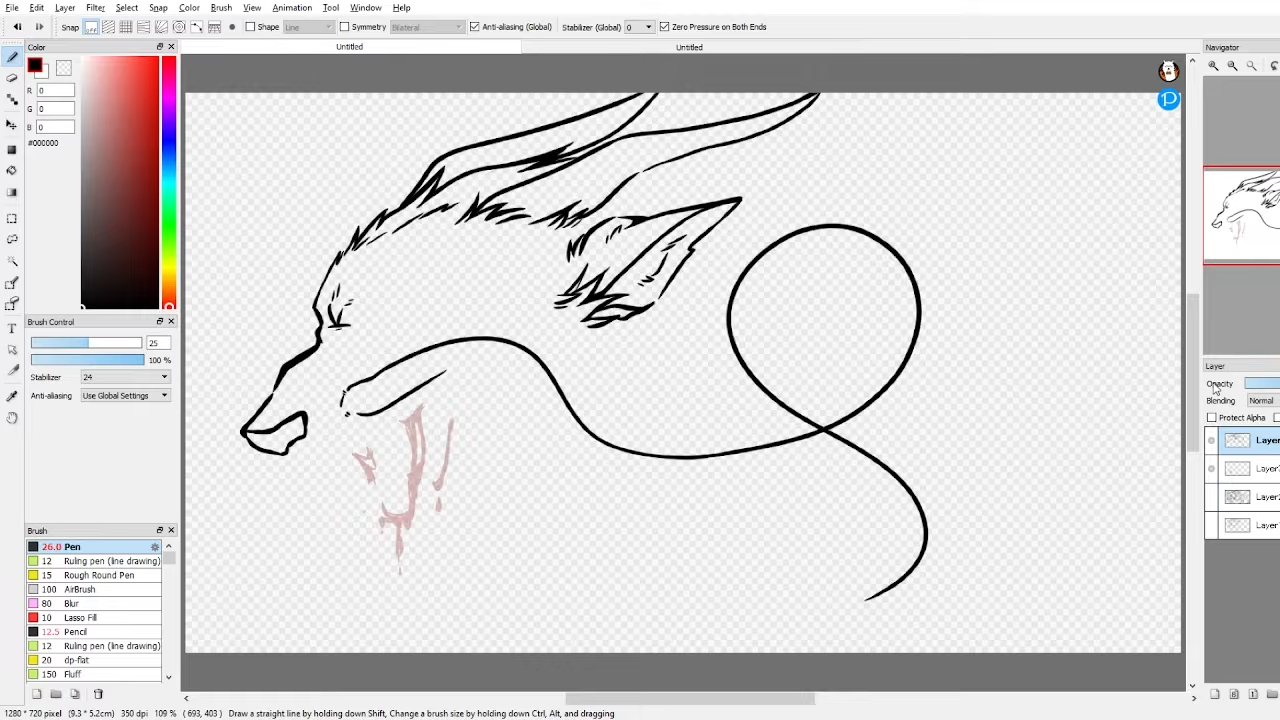 File Edit Layer Filter Select Snap Color Brush View Animation Tool Window Help
Snap off Shape Line Symmetry Bilateral Anti-aliasing (Global) Stabilizer (Global) 0 Zero Pressure on Both Ends
Color
Untitled
Untitled
Navigator
R 0
G 0
B 0
#000000
Brush Control
25
100 %
Stabilizer 24
Anti-aliasing Use Global Settings
Layer
Opacity
Blending Normal
Protect Alpha
Layer
Layer
Layer
Layer
Brush
26.0 Pen
12 Ruling pen (line drawing)
15 Rough Round Pen
100 AirBrush
80 Blur
10 Lasso Fill
12.5 Pencil
12 Ruling pen (line drawing)
20 dp-flat
150 Fluff
1280 * 720 pixel (9.3 * 5.2cm) 350 dpi 109 % ( 693, 403 ) Draw a straight line by holding down Shift, Change a brush size by holding down Ctrl, Alt, and dragging